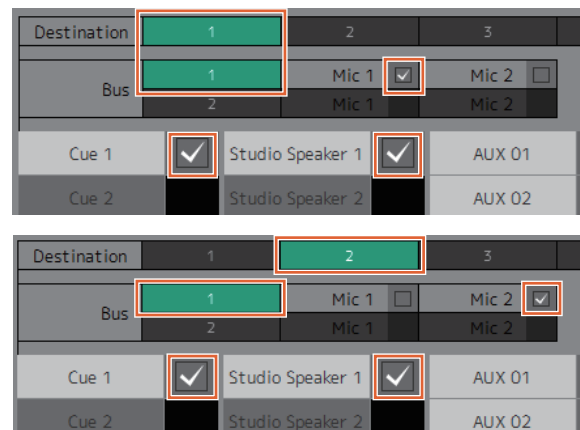 Destination 1 2 3
Bus 1 Mic 1 Mic 2
2 Mic 1 Mic 2
Cue 1 Studio Speaker 1 AUX 01
Cue 2 Studio Speaker 2 AUX 02
Destination 1 2 3
Bus 1 Mic 1 Mic 2
2 Mic 1 Mic 2
Cue 1 Studio Speaker 1 AUX 01
Cue 2 Studio Speaker 2 AUX 02